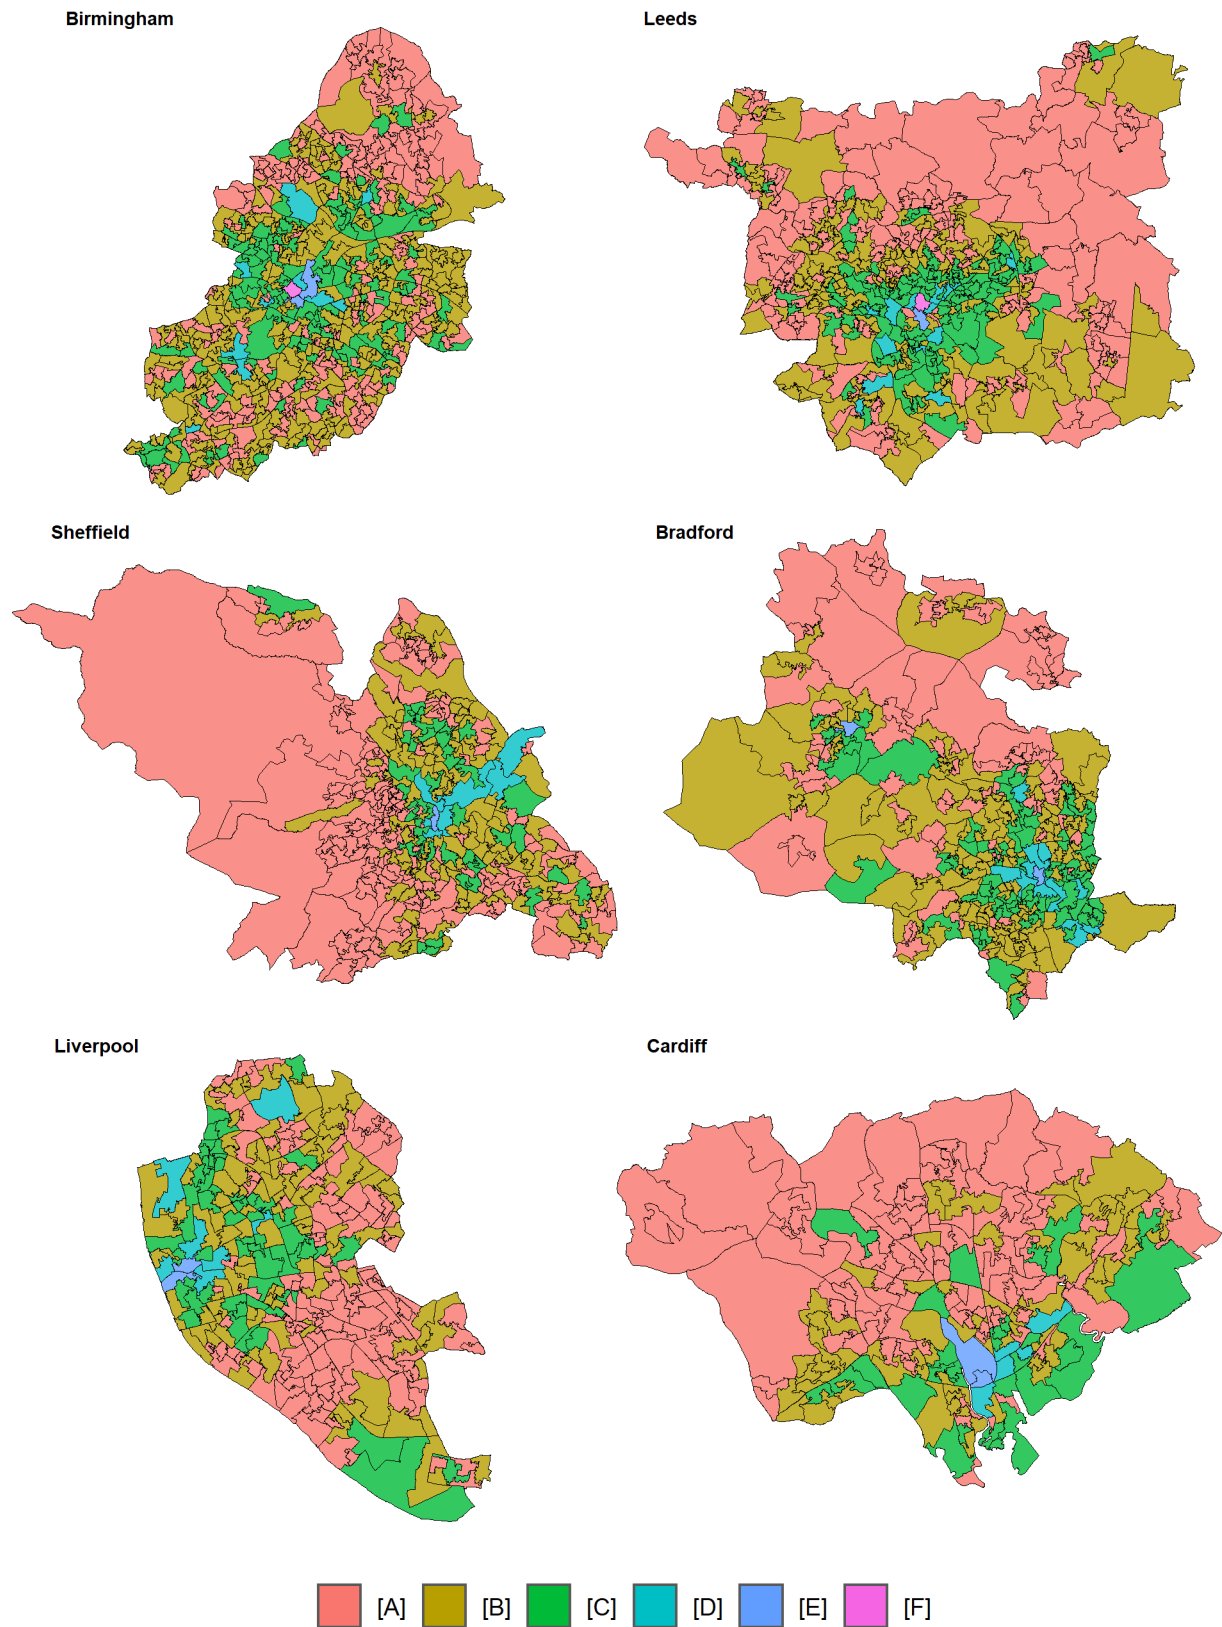 Birmingham
Leeds
Sheffield
Bradford
Liverpool
Cardiff
[A] [B] [C] [D] [E] [F]